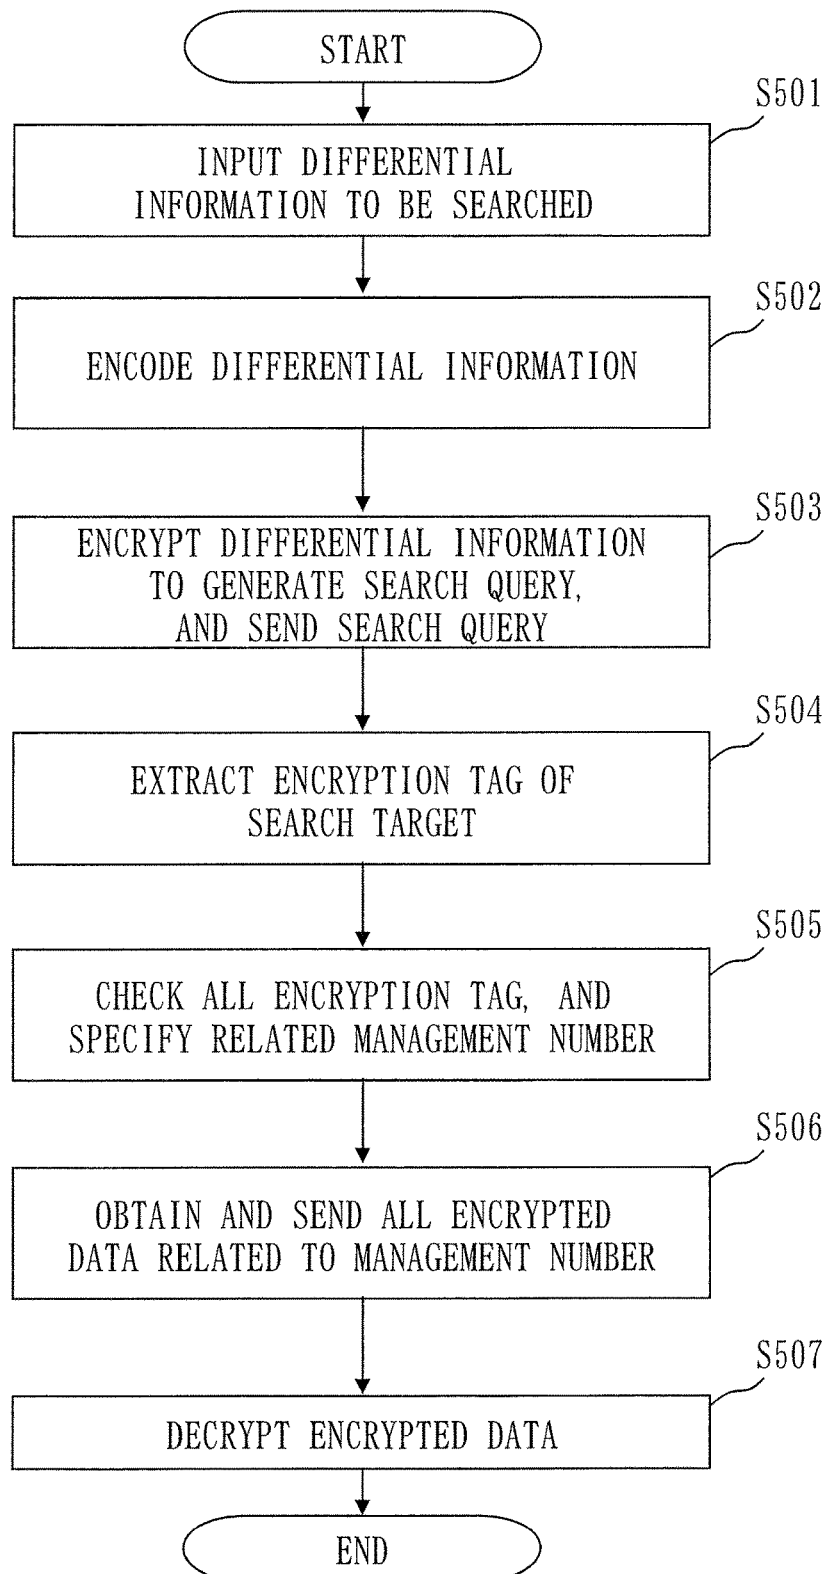 START
S501
INPUT DIFFERENTIAL
INFORMATION TO BE SEARCHED
S502
ENCODE DIFFERENTIAL INFORMATION
S503
ENCRYPT DIFFERENTIAL INFORMATION
TO GENERATE SEARCH QUERY,
AND SEND SEARCH QUERY
S504
EXTRACT ENCRYPTION TAG OF
SEARCH TARGET
S505
CHECK ALL ENCRYPTION TAG, AND
SPECIFY RELATED MANAGEMENT NUMBER
S506
OBTAIN AND SEND ALL ENCRYPTED
DATA RELATED TO MANAGEMENT NUMBER
S507
DECRYPT ENCRYPTED DATA
END